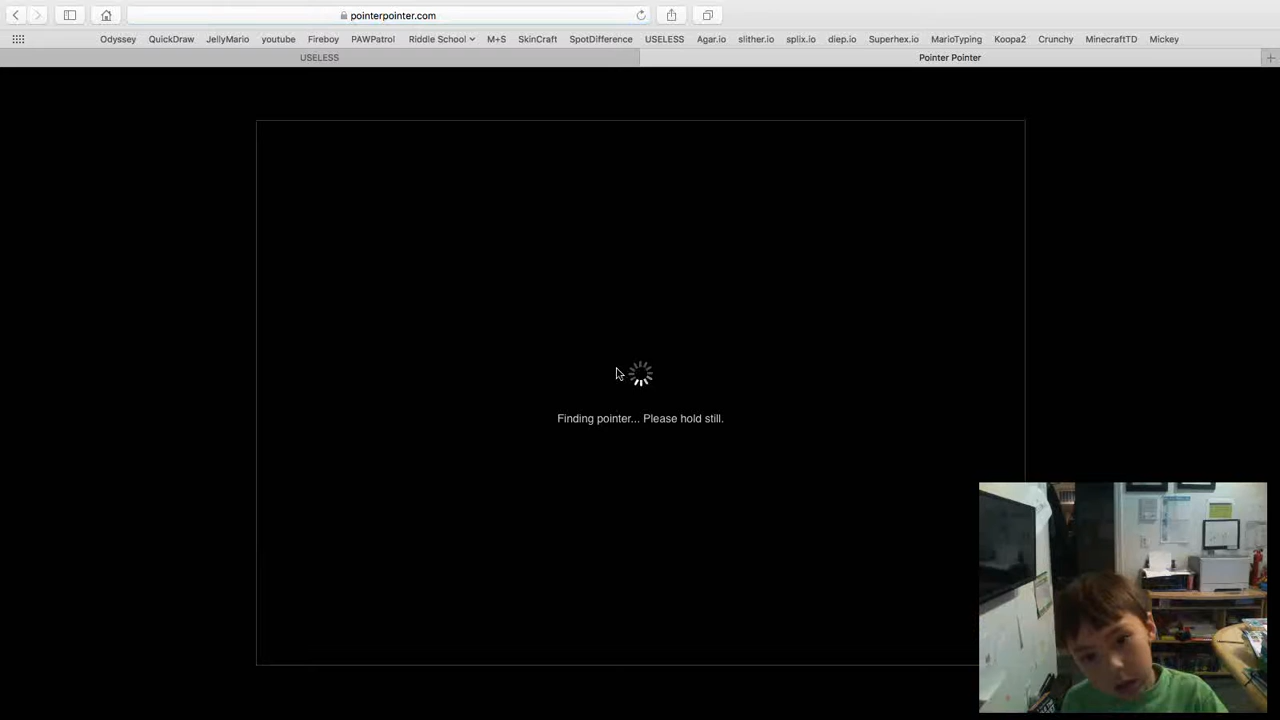 pointerpointer.com
Odyssey QuickDraw JellyMario youtube Fireboy PAWPatrol Riddle School M+S SkinCraft SpotDifference USELESS Agar.io slither.io splix.io diep.io Superhex.io MarioTyping Koopa2 Crunchy MinecraftTD Mickey
USELESS Pointer Pointer
Finding pointer... Please hold still.